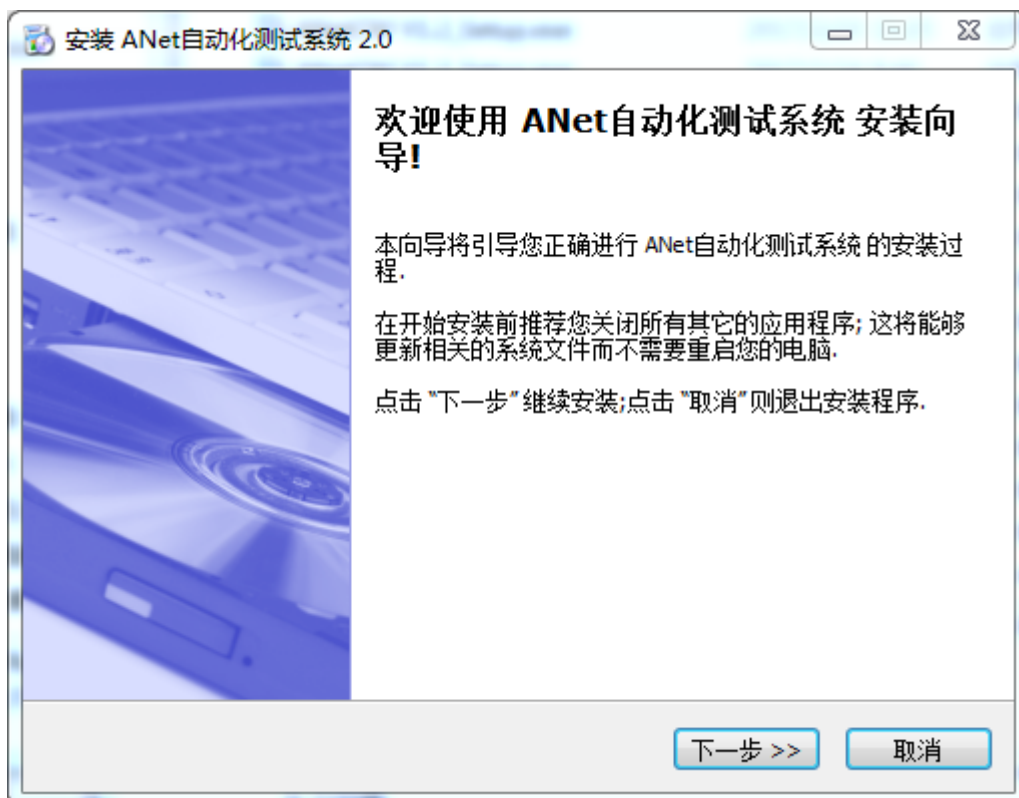 安装 ANet自动化测试系统 2.0
欢迎使用 ANet自动化测试系统 安装向
导!
本向导将引导您正确进行 ANet自动化测试系统 的安装过
程.
在开始安装前推荐您关闭所有其它的应用程序; 这将能够
更新相关的系统文件而不需要重启您的电脑.
点击 “下一步” 继续安装;点击 “取消” 则退出安装程序.
下一步 >>
取消